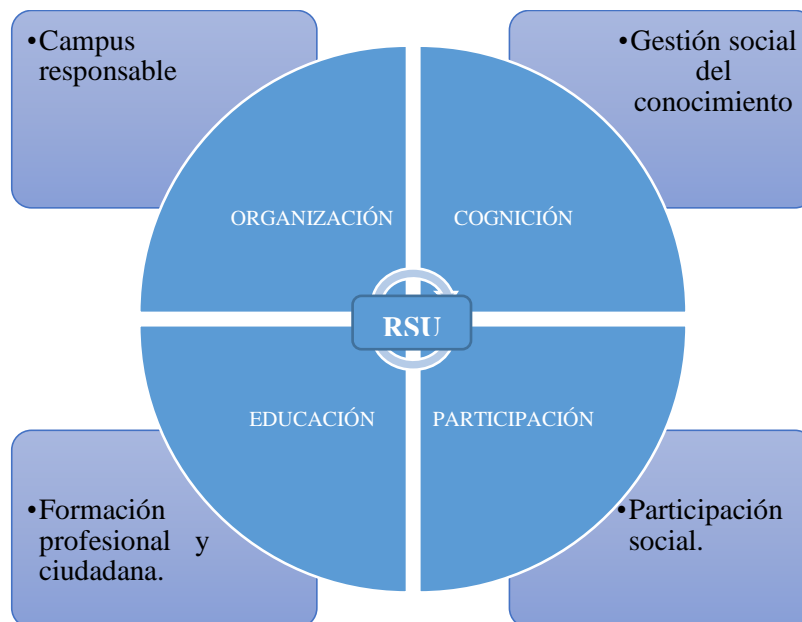 •Campus
responsable
•Gestión social
del
conocimiento
ORGANIZACIÓN
COGNICIÓN
RSU
EDUCACIÓN
PARTICIPACIÓN
•Formación
profesional y
ciudadana.
•Participación
social.